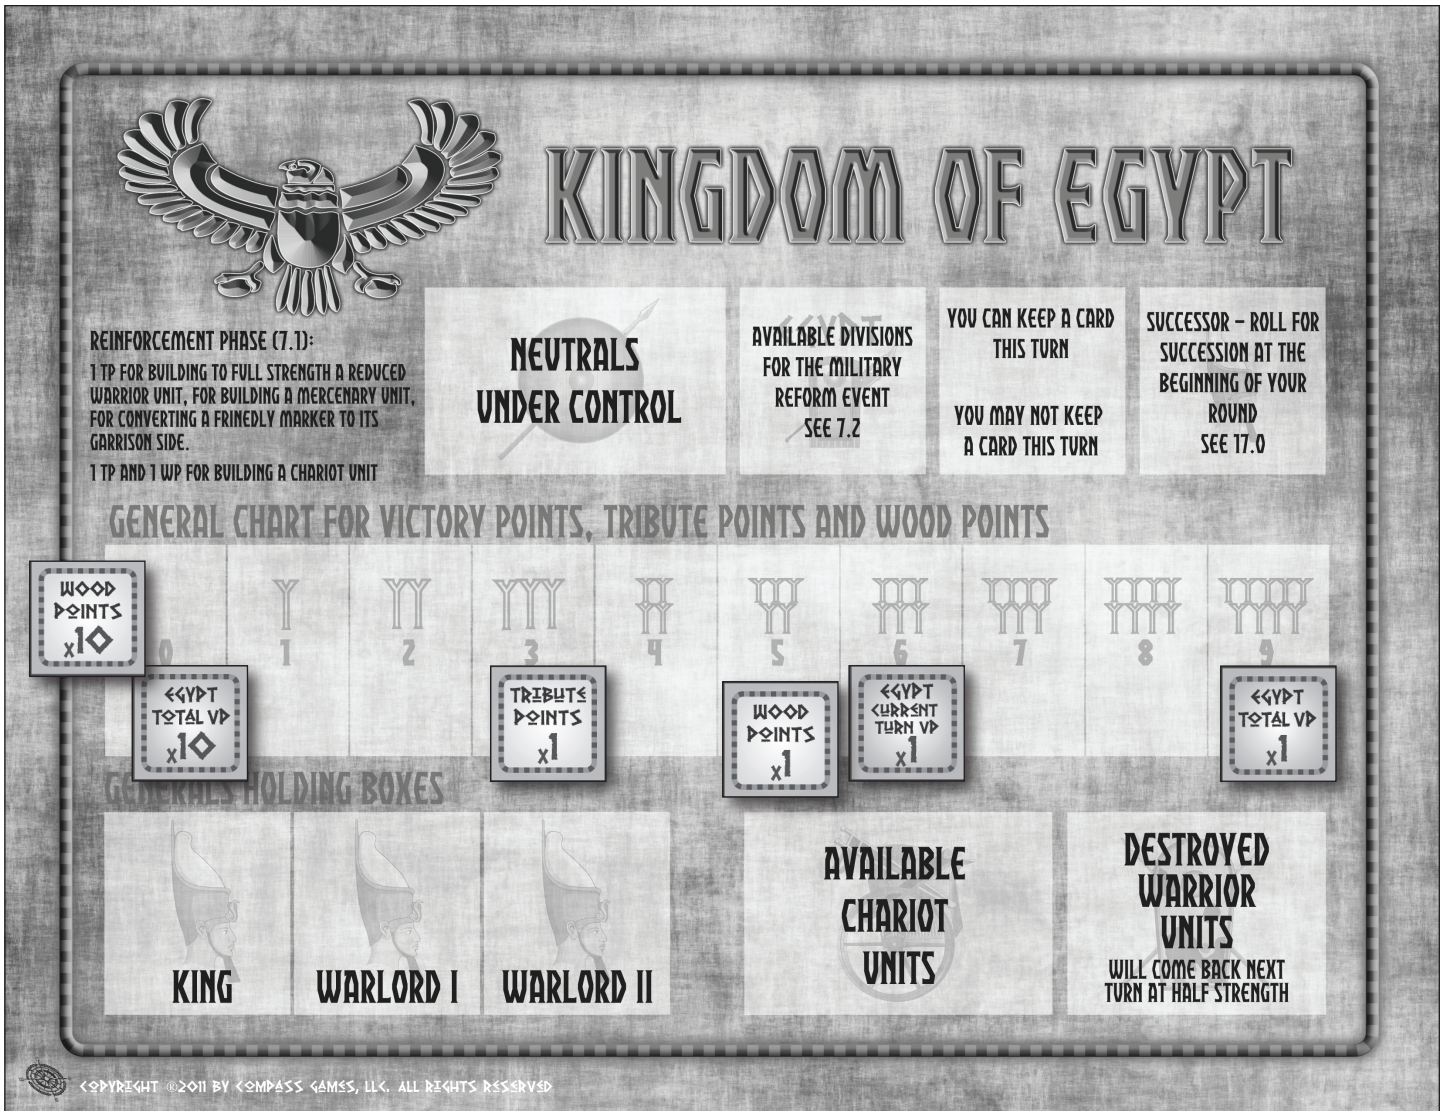 KINGDOM OF EGYPT
REINFORCEMENT PHASE (7.1):
1 TP FOR BUILDING TO FULL STRENGTH A REDUCED
WARRIOR UNIT, FOR BUILDING A MERCENARY UNIT,
FOR CONVERTING A FRINEDLY MARKER TO ITS
GARRISON SIDE.
1 TP AND 1 WP FOR BUILDING A CHARIOT UNIT
NEUTRALS
UNDER CONTROL
AVAILABLE DIVISIONS
FOR THE MILITARY
REFORM EVENT
SEE 7.2
YOU CAN KEEP A CARD
THIS TURN
YOU MAY NOT KEEP
A CARD THIS TURN
SUCCESSOR – ROLL FOR
SUCCESSION AT THE
BEGINNING OF YOUR
ROUND
SEE 17.0
GENERAL CHART FOR VICTORY POINTS, TRIBUTE POINTS AND WOOD POINTS
0 1 2 3 4 5 6 7 8 9
WOOD
POINTS
x10
EGYPT
TOTAL VP
x10
TRIBUTE
POINTS
x1
WOOD
POINTS
x1
EGYPT
CURRENT
TURN VP
x1
EGYPT
TOTAL VP
x1
GENERALS HOLDING BOXES
KING
WARLORD I
WARLORD II
AVAILABLE
CHARIOT
UNITS
DESTROYED
WARRIOR
UNITS
WILL COME BACK NEXT
TURN AT HALF STRENGTH
COPYRIGHT ©2011 BY COMPASS GAMES, LLC. ALL RIGHTS RESERVED